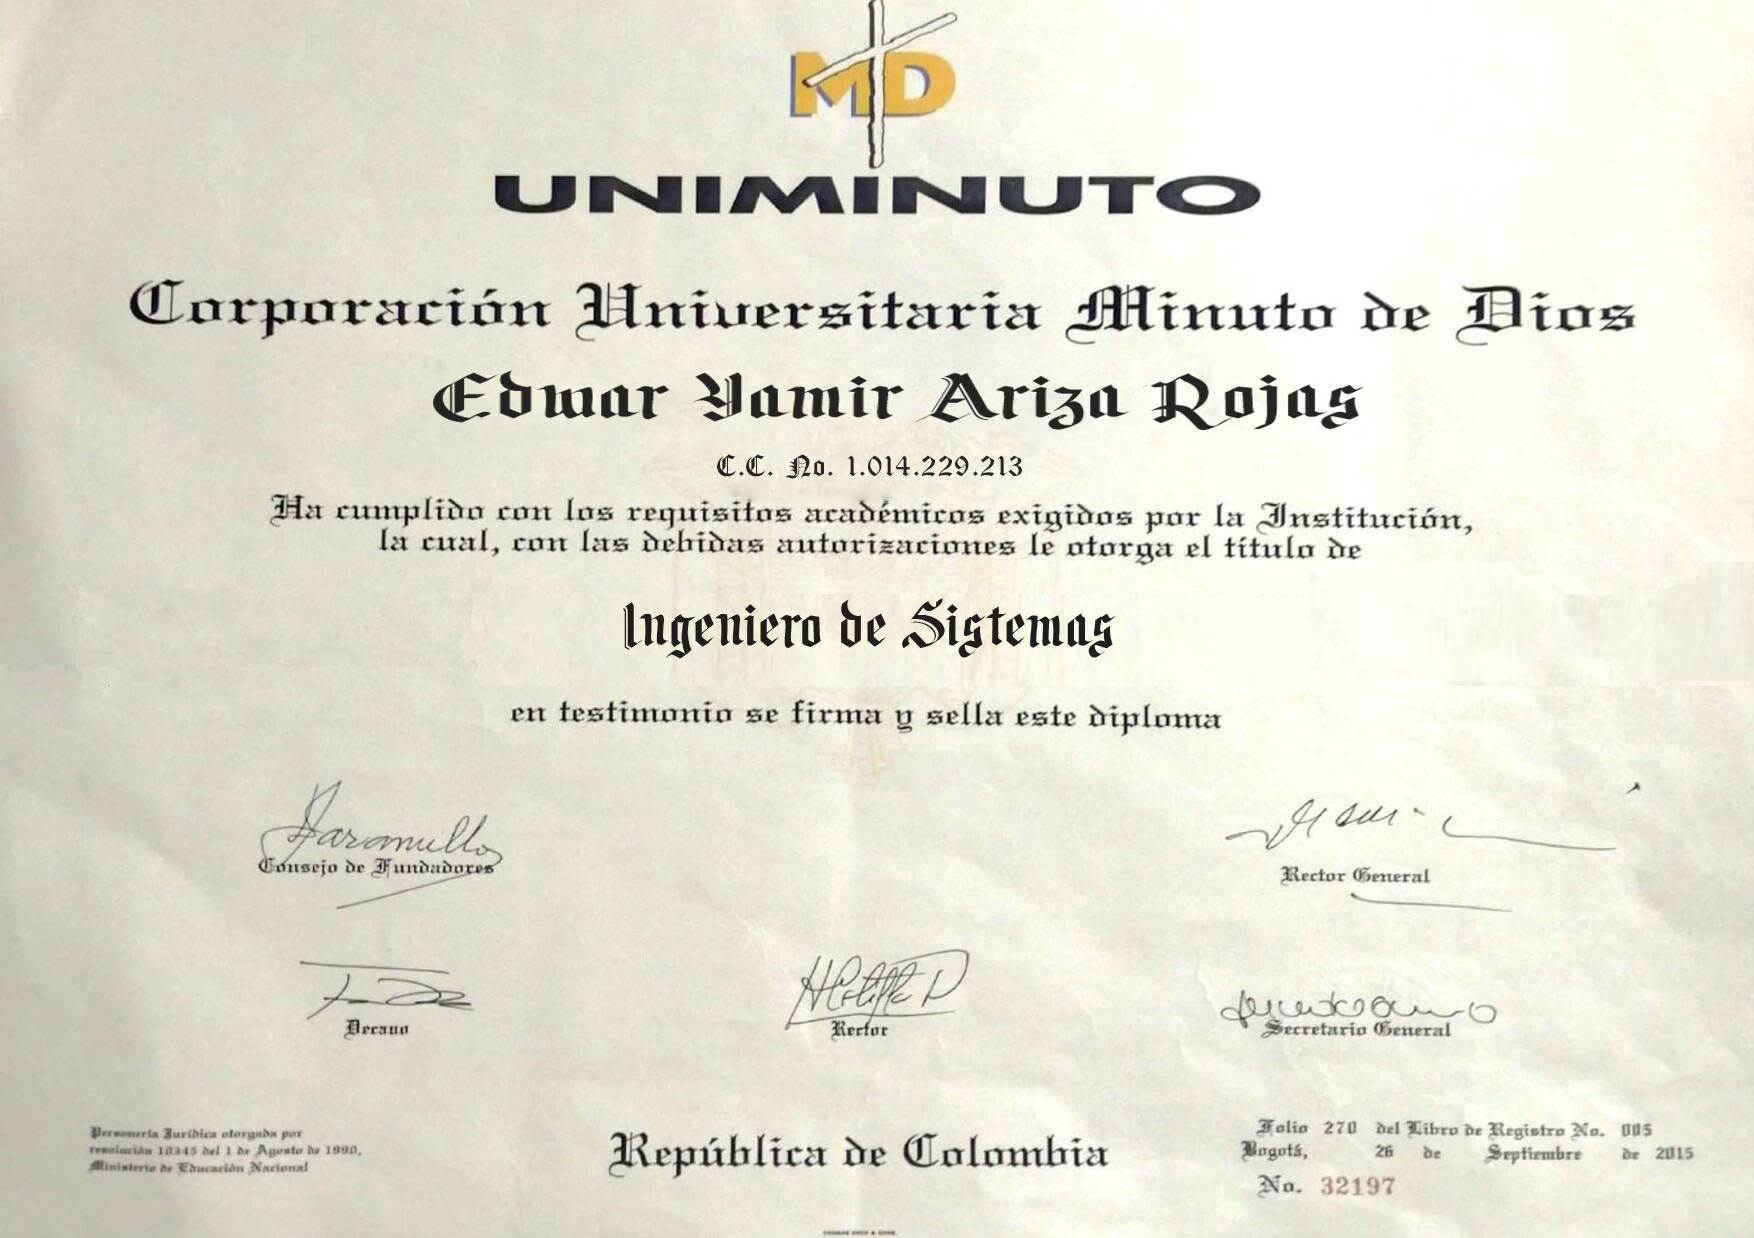 MD
UNIMINUTO
Corporación Universitaria Minuto de Dios
Edwar Yamir Ariza Rojas
C.C. No. 1.014.229.213
Ha cumplido con los requisitos académicos exigidos por la Institución,
la cual, con las debidas autorizaciones le otorga el título de
Ingeniero de Sistemas
en testimonio se firma y sella este diploma
Jaramillo
Consejo de Fundadores
Rector General
Decano
Rector
Secretario General
Personería Jurídica otorgada por
resolución 10345 del 1 de Agosto de 1990,
Ministerio de Educación Nacional
República de Colombia
Folio 270 del Libro de Registro No. 005
Bogotá, 26 de Septiembre de 2015
No. 32197